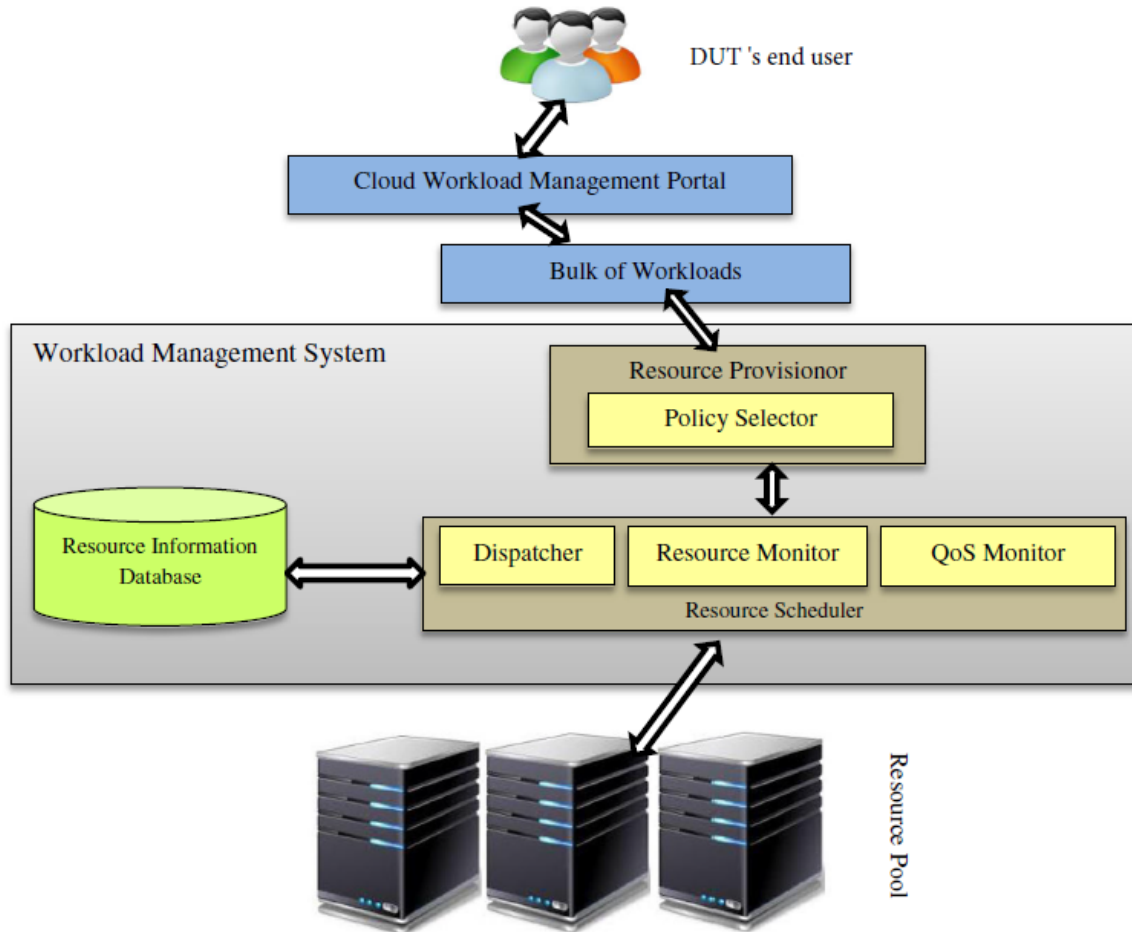 DUT 's end user
Cloud Workload Management Portal
Bulk of Workloads
Workload Management System
Resource Provisionor
Policy Selector
Resource Information
Database
Dispatcher
Resource Monitor
QoS Monitor
Resource Scheduler
Resource Pool